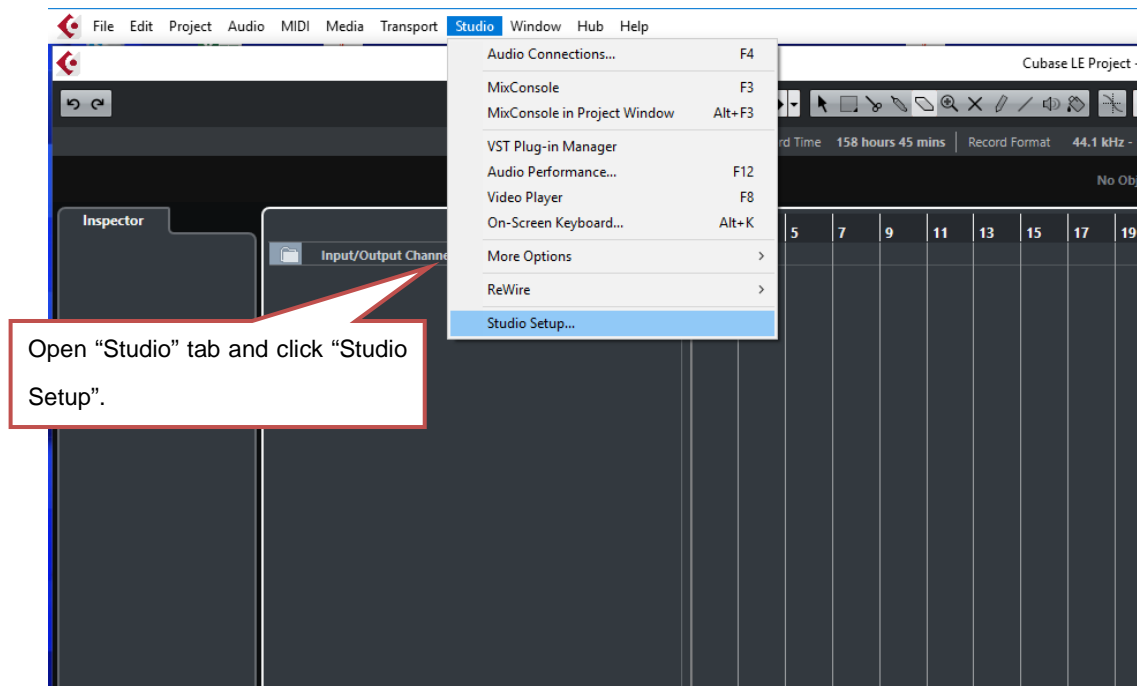 File Edit Project Audio MIDI Media Transport Studio Window Hub Help
Cubase LE Project -
Audio Connections... F4
MixConsole F3
MixConsole in Project Window Alt+F3
VST Plug-in Manager
Audio Performance... F12
Video Player F8
On-Screen Keyboard... Alt+K
More Options >
ReWire >
Studio Setup...
rd Time 158 hours 45 mins Record Format 44.1 kHz -
No Obj
Inspector
5 7 9 11 13 15 17 19
Input/Output Channe
Open “Studio” tab and click “Studio
Setup”.